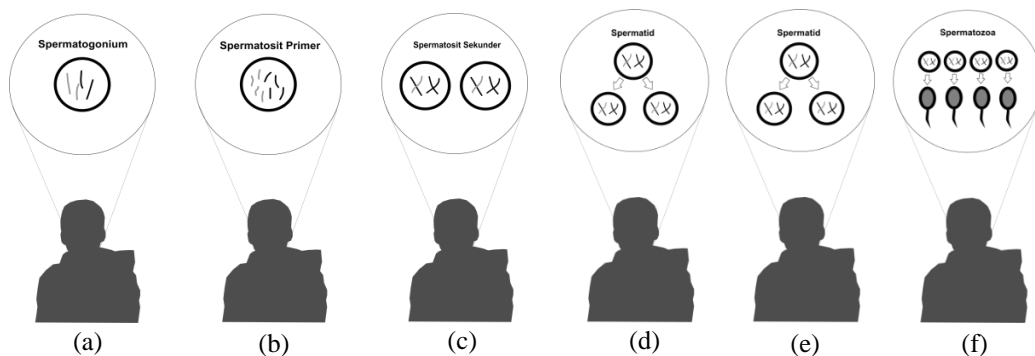 Spermatogonium
Spermatosit Primer
Spermatosit Sekunder
Spermatid
Spermatid
Spermatozoa
(a)
(b)
(c)
(d)
(e)
(f)